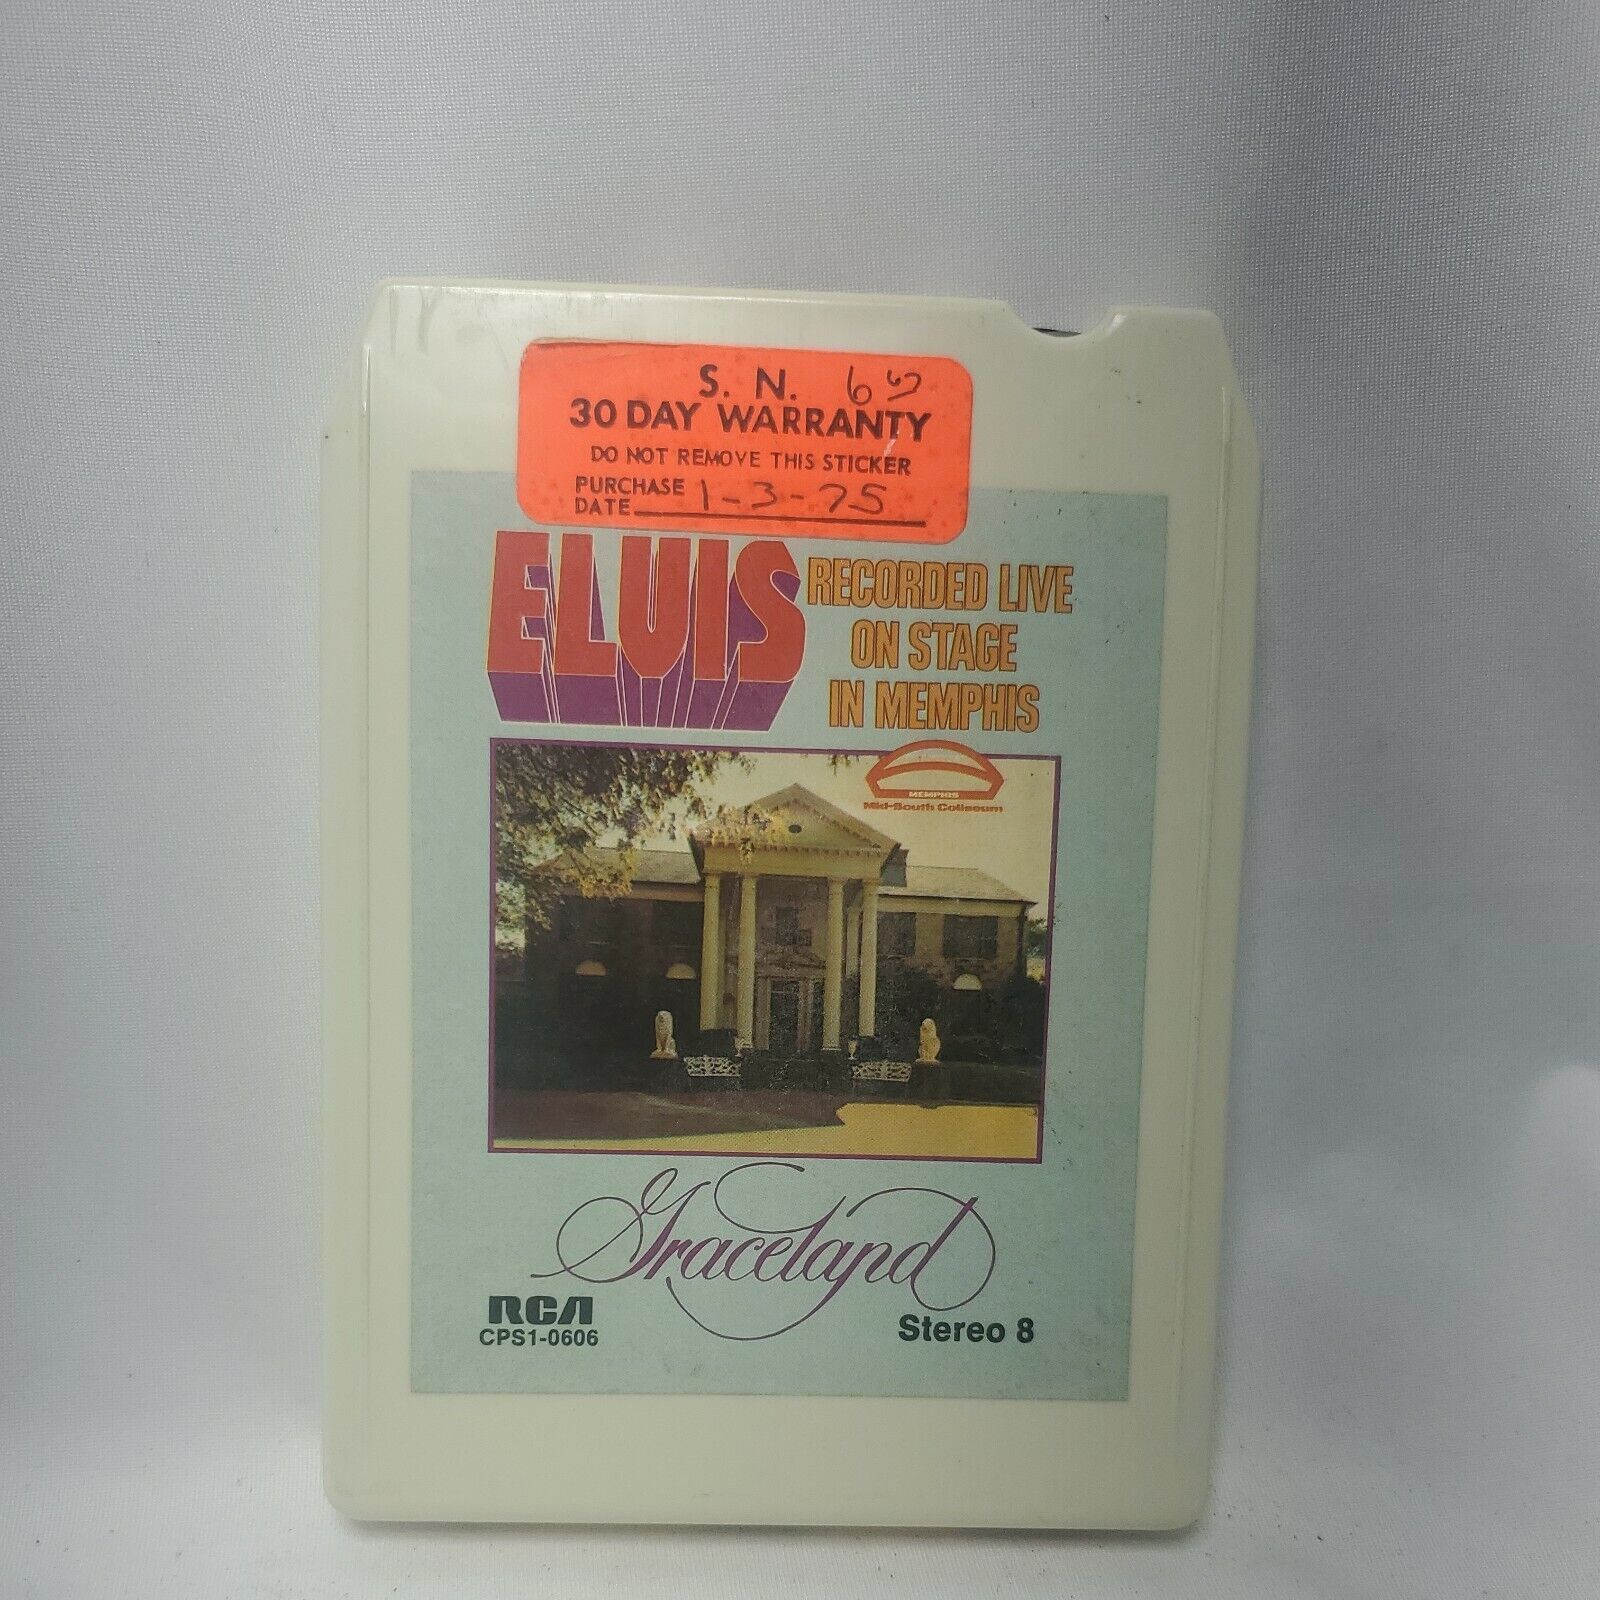 S. N. 65
30 DAY WARRANTY
DO NOT REMOVE THIS STICKER
PURCHASE
DATE 1-3-75
ELVIS
RECORDED LIVE
ON STAGE
IN MEMPHIS
MEMPHIS
Mid-South Coliseum
Graceland
RCA
CPS1-0606
Stereo 8